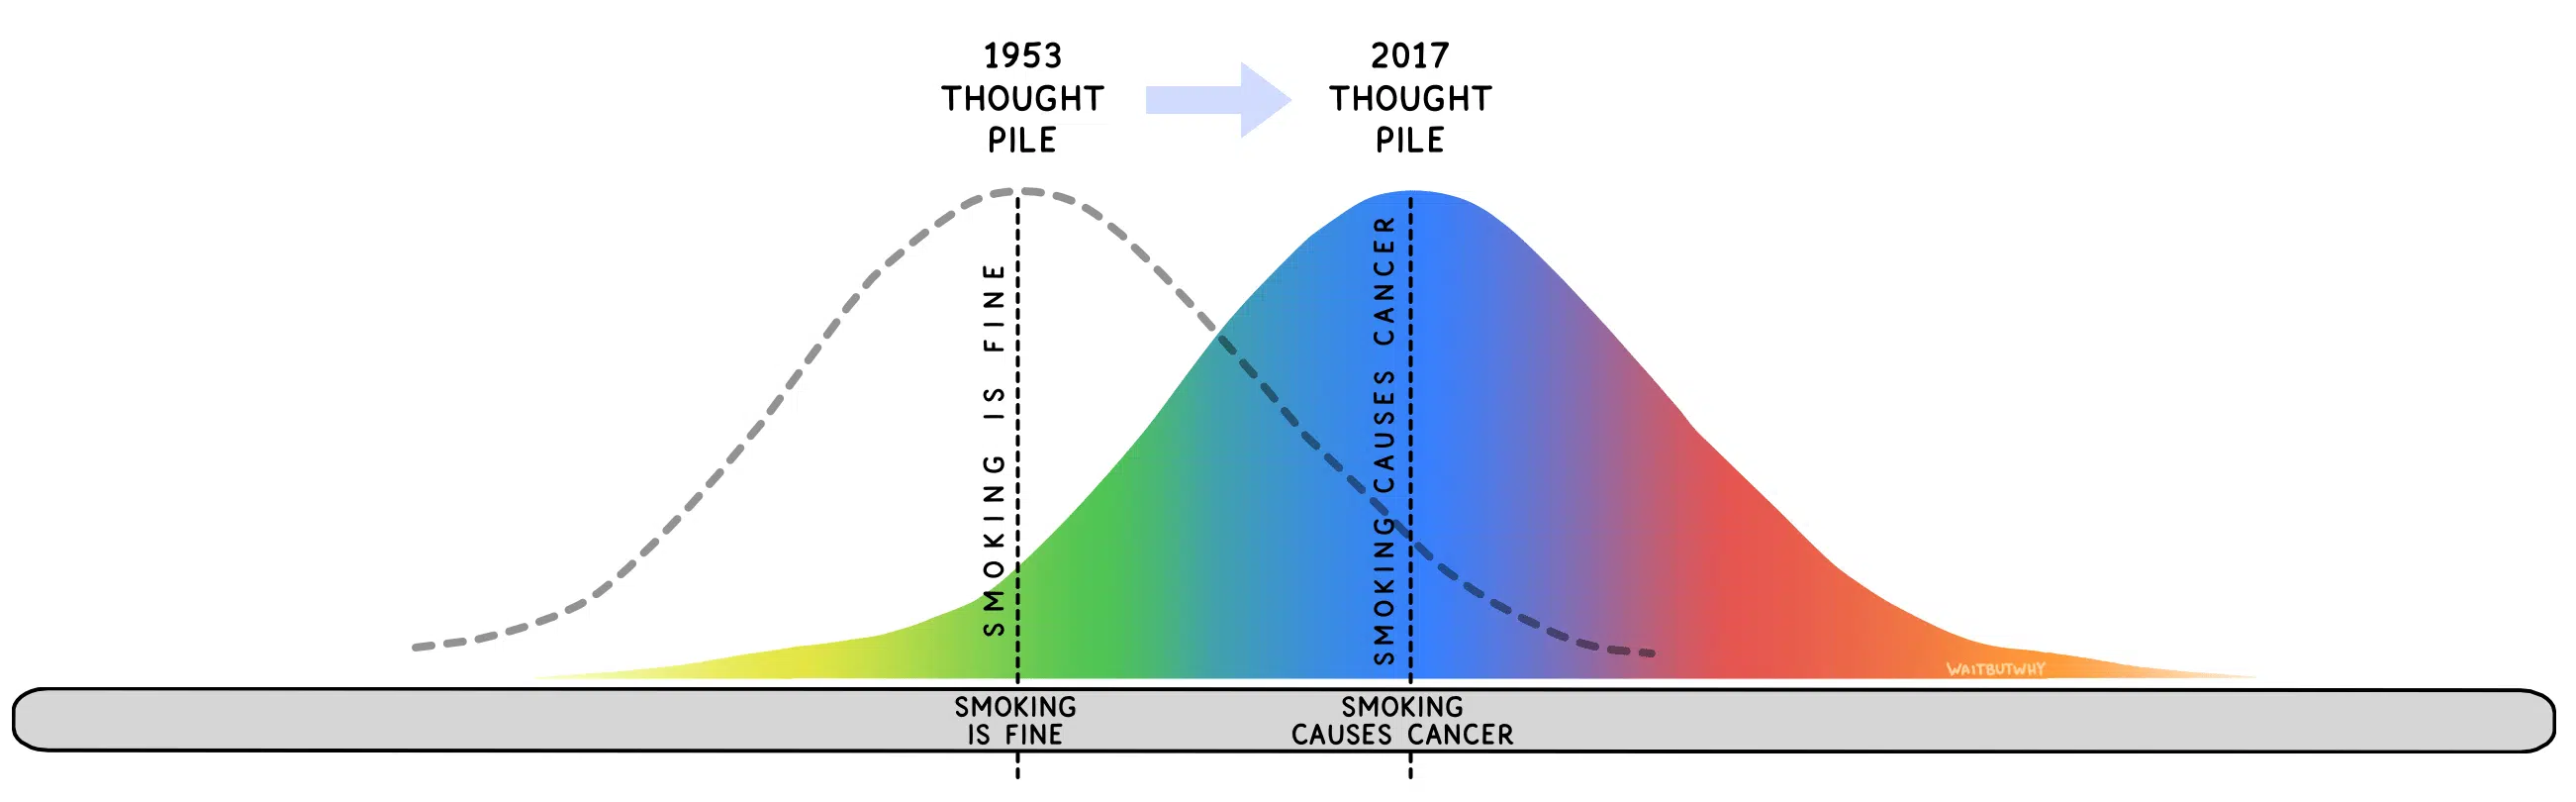 1953
THOUGHT
PILE
2017
THOUGHT
PILE
SMOKING IS FINE
SMOKING CAUSES CANCER
WAITBUTWHY
SMOKING
IS FINE
SMOKING
CAUSES CANCER